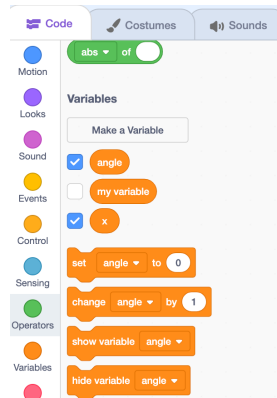 Code Costumes Sounds
abs of
Motion
Variables
Looks
Make a Variable
Sound
angle
my variable
Events
x
Control
set angle to 0
Sensing
change angle by 1
Operators
show variable angle
Variables
hide variable angle